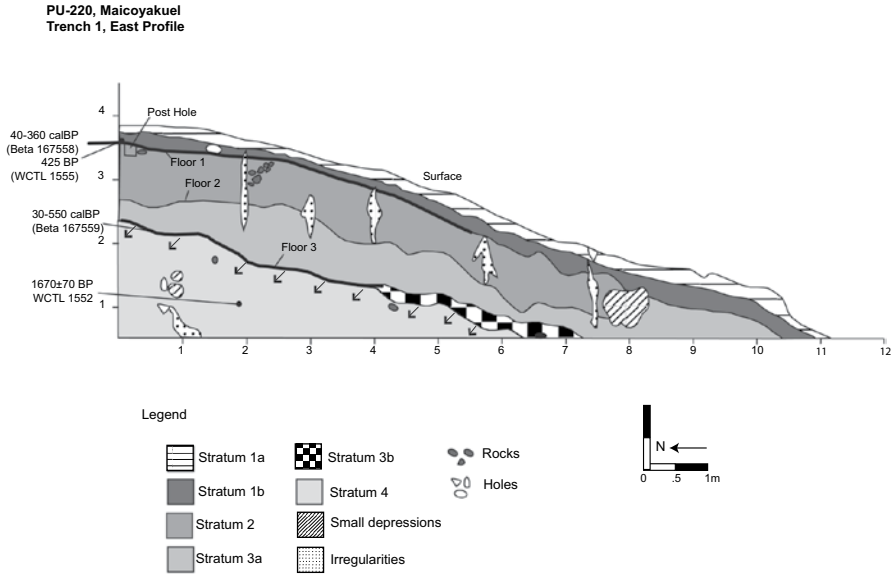 PU-220, Maicoyakuel
Trench 1, East Profile
4
3
2
1
Post Hole
40-360 calBP
(Beta 167558)
425 BP
(WCTL 1555)
Floor 1
Surface
Floor 2
30-550 calBP
(Beta 167559)
Floor 3
1670±70 BP
WCTL 1552
1 2 3 4 5 6 7 8 9 10 11 12
Legend
Stratum 1a
Stratum 1b
Stratum 2
Stratum 3a
Stratum 3b
Stratum 4
Small depressions
Irregularities
Rocks
Holes
N
0 .5 1m